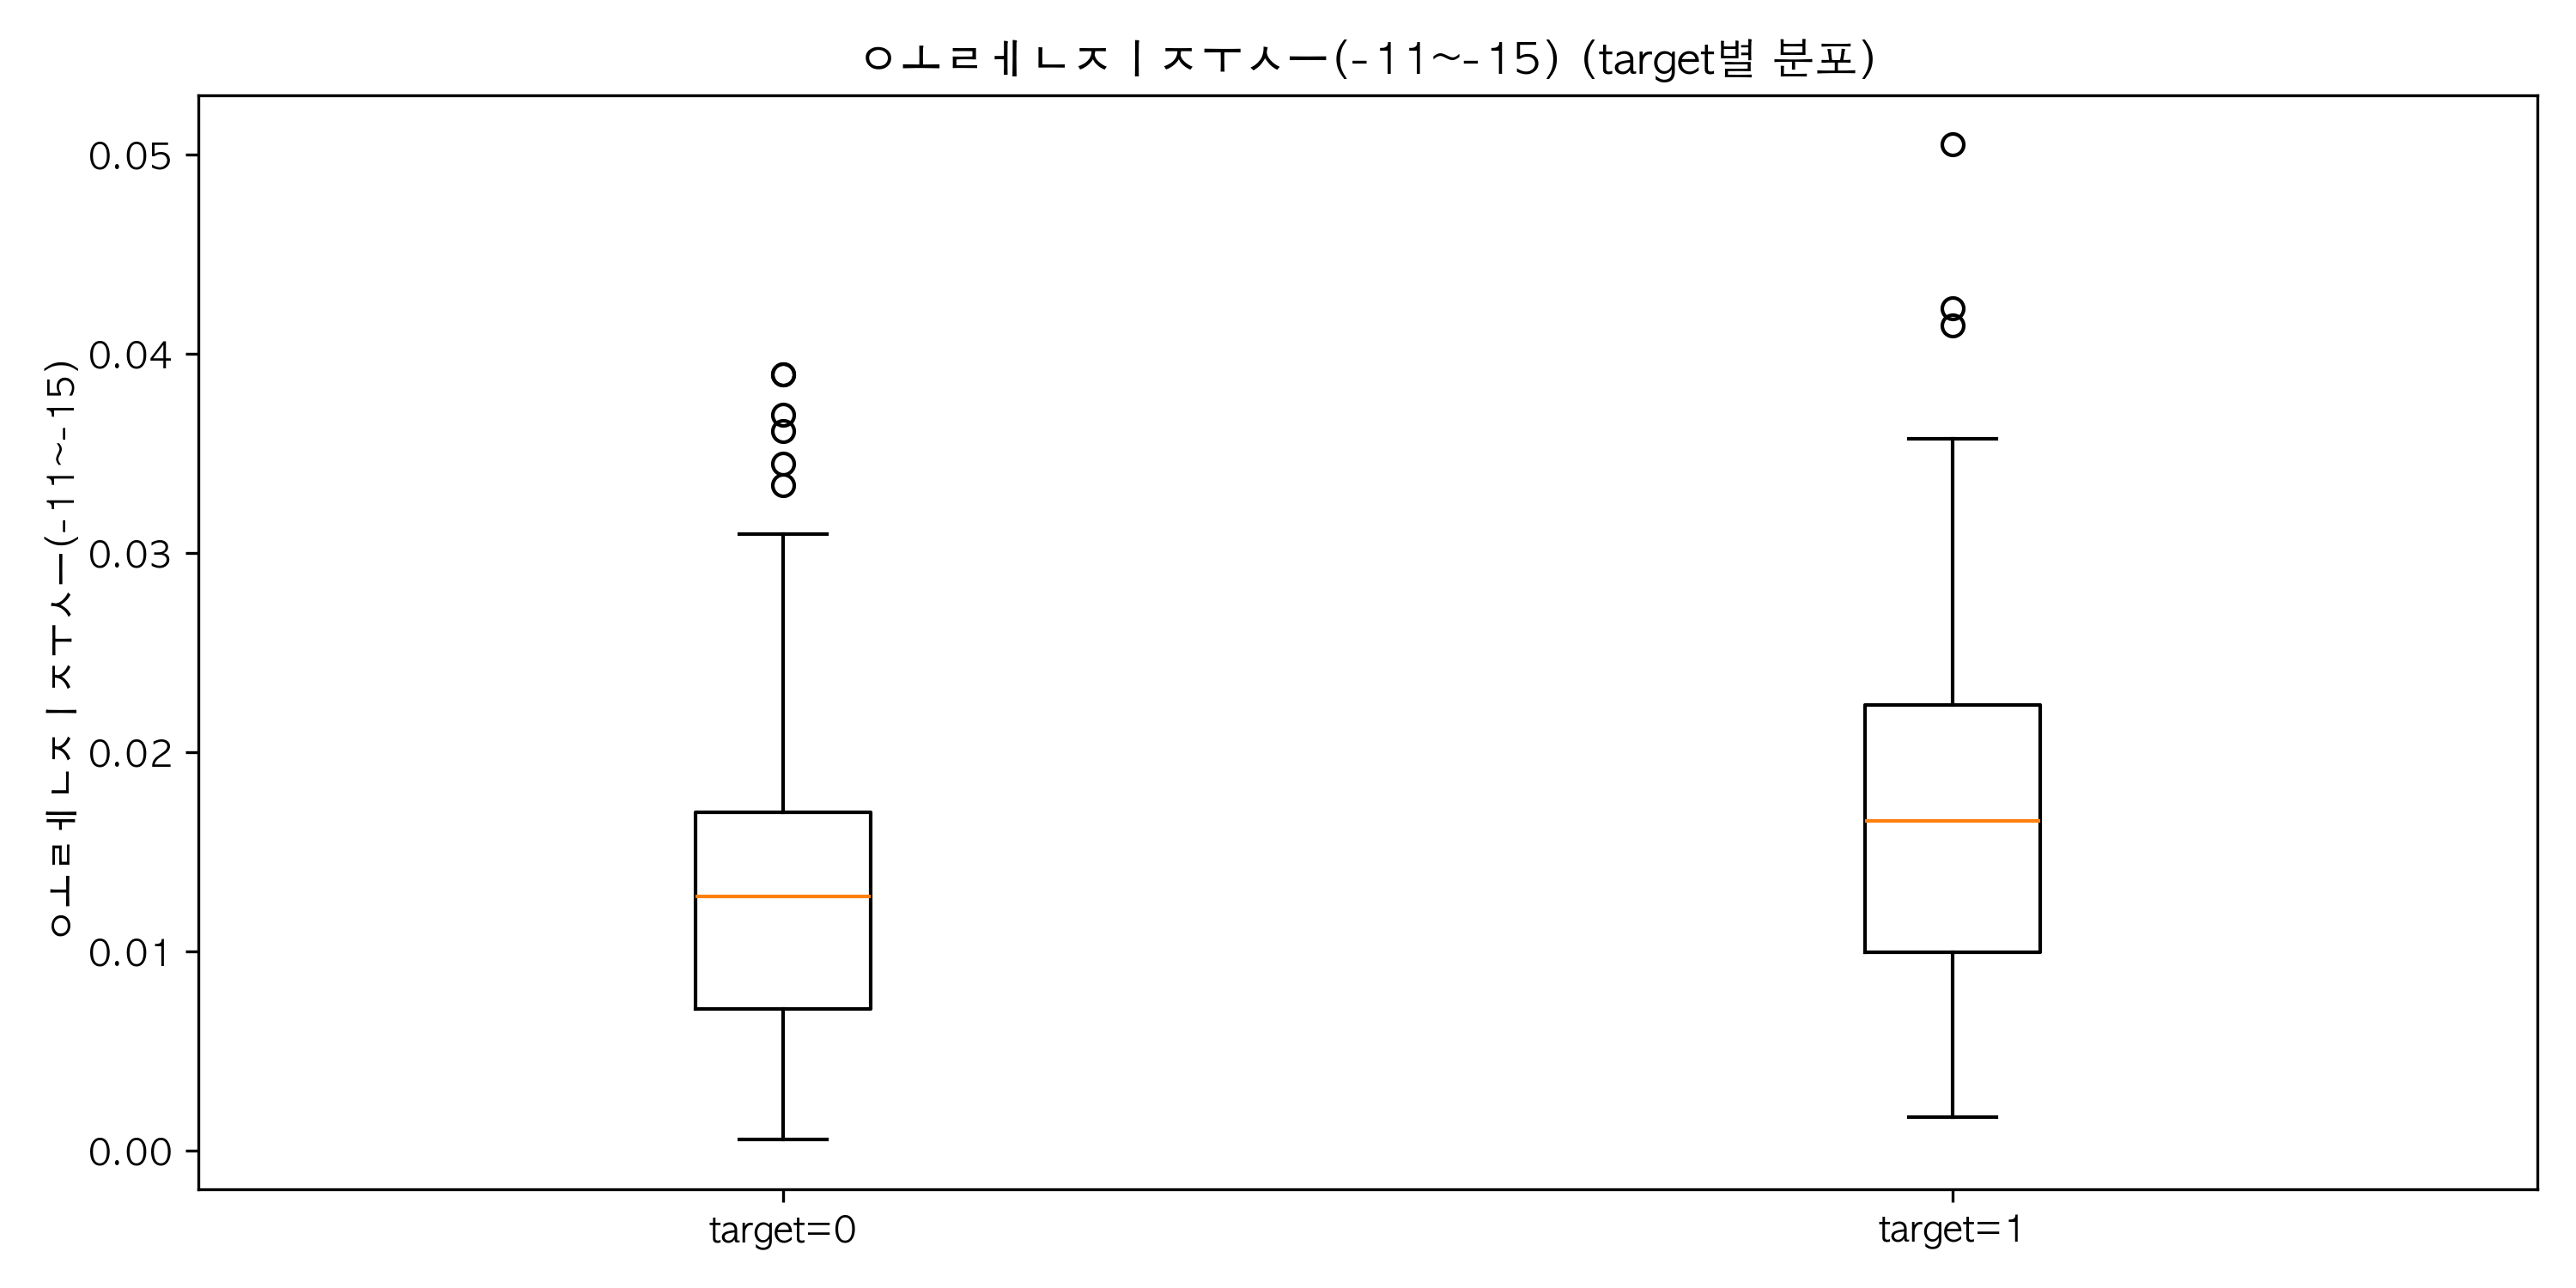 ㅇㅗㄹㅔㄴㅈㅣㅈㅜㅅㅡ(-11~-15) (target별 분포)
ㅇㅗㄹㅔㄴㅈㅣㅈㅜㅅㅡ(-11~-15)
0.05
0.04
0.03
0.02
0.01
0.00
target=0
target=1